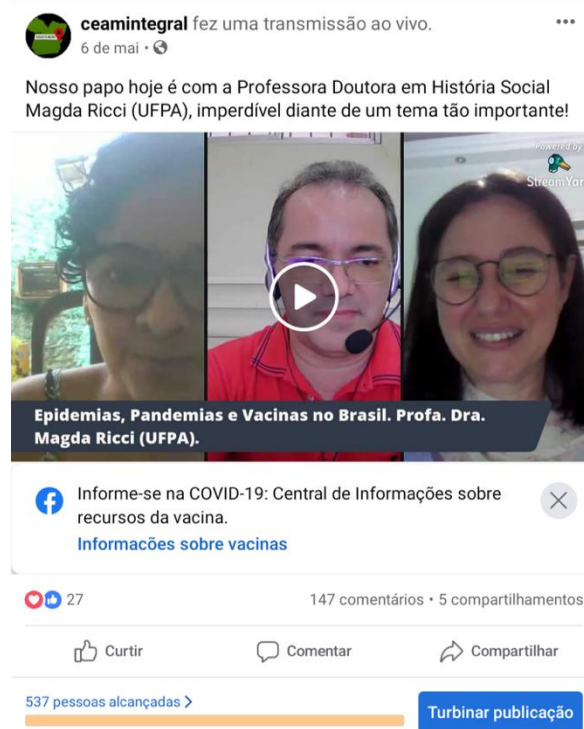 ceamintegral fez uma transmissão ao vivo.
6 de mai •
Nosso papo hoje é com a Professora Doutora em História Social
Magda Ricci (UFPA), imperdível diante de um tema tão importante!
Powered by
StreamYar
Epidemias, Pandemias e Vacinas no Brasil. Profa. Dra.
Magda Ricci (UFPA).
Informe-se na COVID-19: Central de Informações sobre
recursos da vacina.
Informacões sobre vacinas
27
147 comentários • 5 compartilhamentos
Curtir
Comentar
Compartilhar
537 pessoas alcançadas >
Turbinar publicação